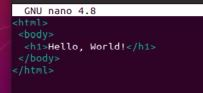 GNU nano 4.8
<html>
<body>
<h1>Hello, World!</h1>
</body>
</html>